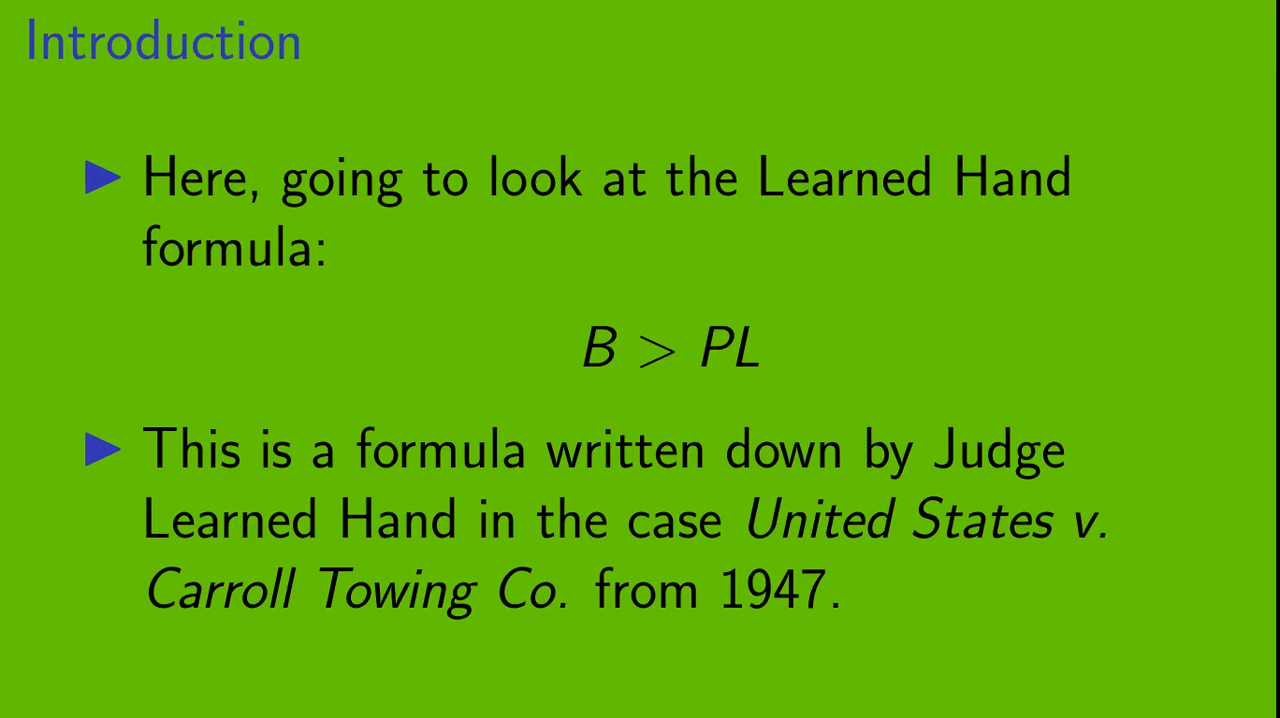 Introduction
Here, going to look at the Learned Hand
formula:
B > PL
This is a formula written down by Judge
Learned Hand in the case United States v.
Carroll Towing Co. from 1947.